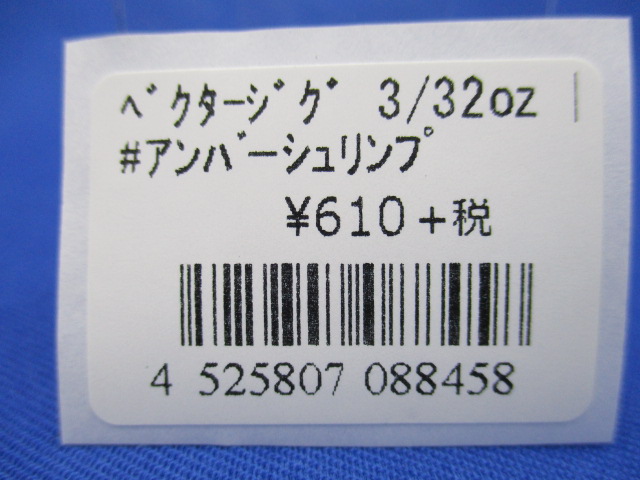 ﾍﾞｸﾀｰｼﾞｸﾞ 3/32oz
#アンバーシュリンプ
¥610+税
4 525807 088458